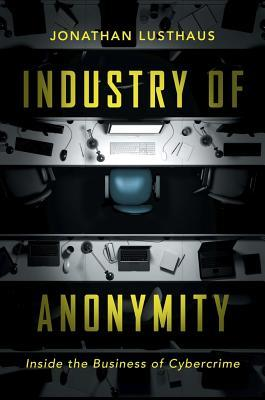 JONATHAN LUSTHAUS
INDUSTRY OF
ANONYMITY
Inside the Business of Cybercrime